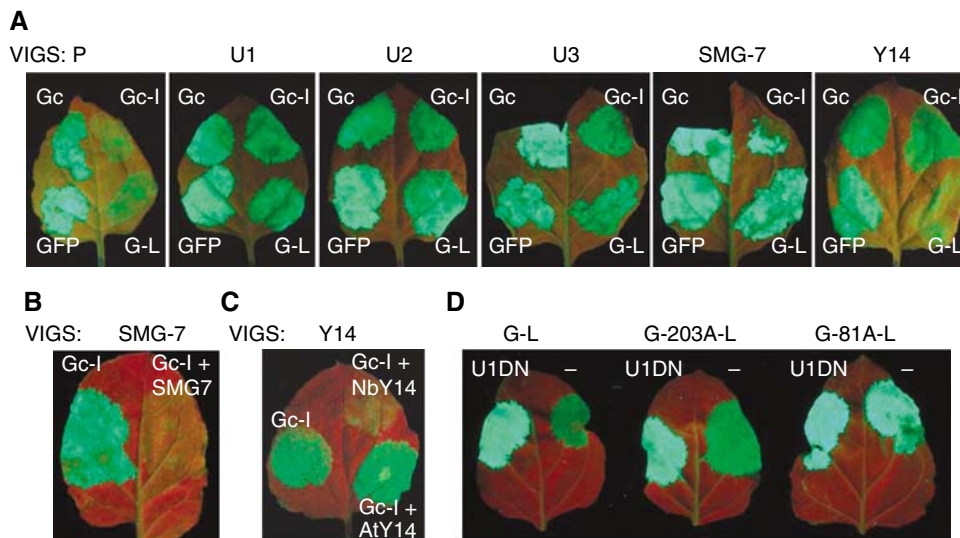 A
VIGS: P U1 U2 U3 SMG-7 Y14
Gc Gc-I Gc Gc-I Gc Gc-I Gc Gc-I Gc Gc-I Gc Gc-I
GFP G-L GFP G-L GFP G-L GFP G-L GFP G-L GFP G-L
B C D
VIGS: SMG-7 VIGS: Y14 G-L G-203A-L G-81A-L
Gc-I Gc-I + Gc-I + U1DN – U1DN – U1DN –
SMG7 NbY14
Gc-I
Gc-I +
AtY14